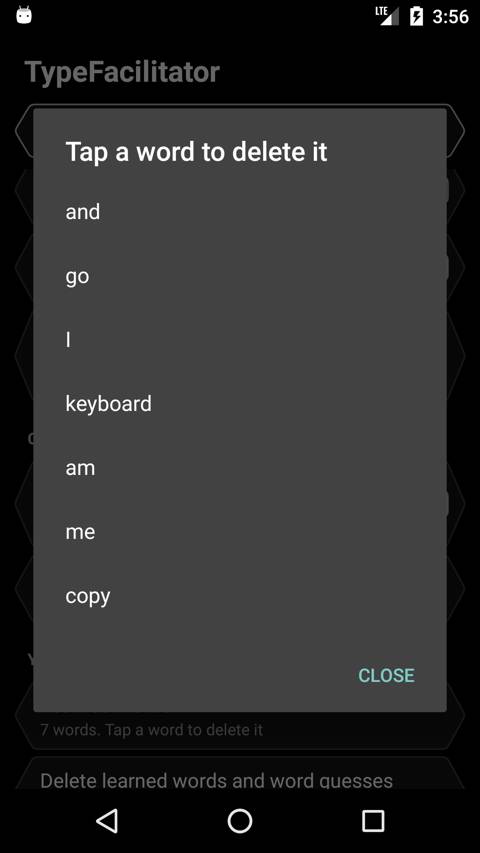 LTE 3:56
TypeFacilitator
Tap a word to delete it
and
go
I
keyboard
am
me
copy
CLOSE
7 words. Tap a word to delete it
Delete learned words and word guesses